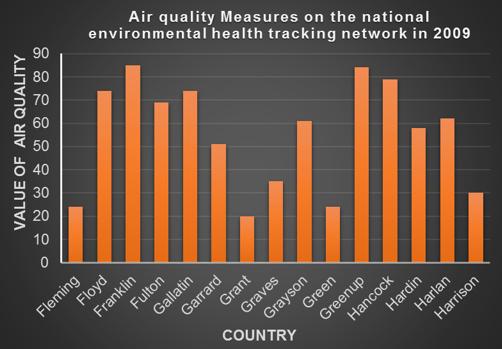 Air quality Measures on the national
environmental health tracking network in 2009
VALUE OF AIR QUALITY
90
80
70
60
50
40
30
20
10
0
Fleming
Floyd
Franklin
Fulton
Gallatin
Garrard
Grant
Graves
Grayson
Green
Greenup
Hancock
Hardin
Harlan
Harrison
COUNTRY